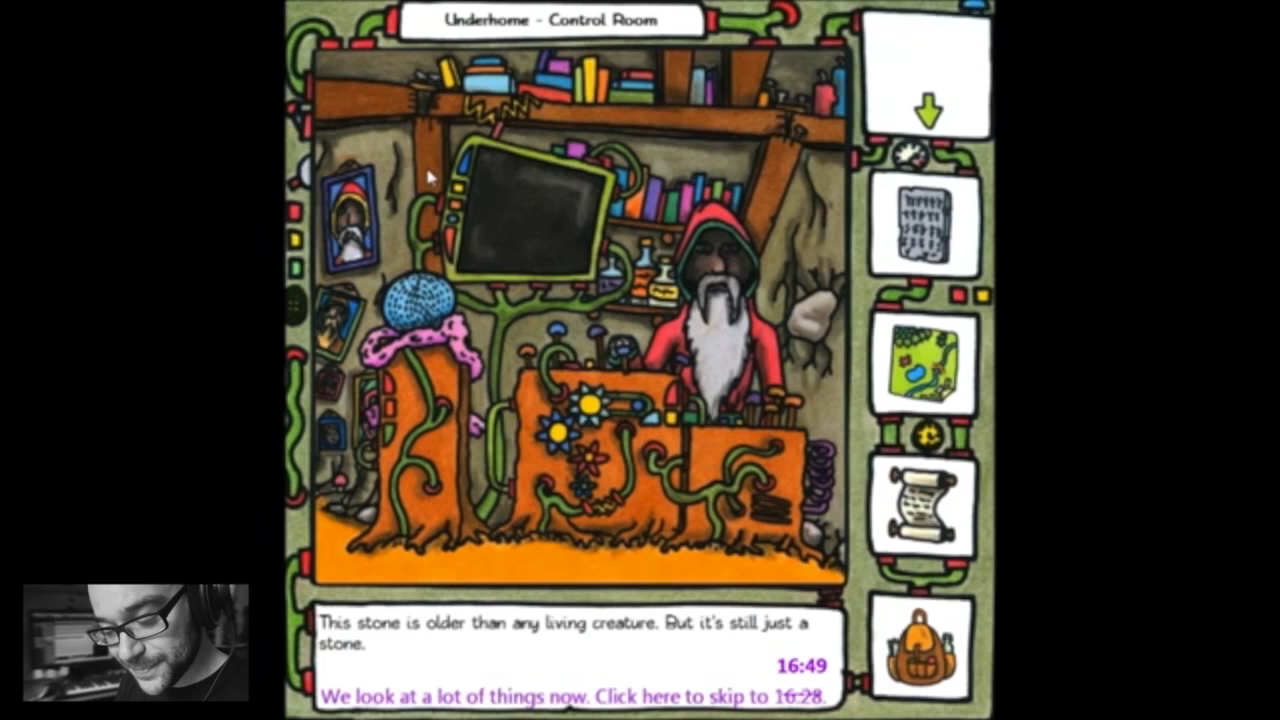 Underhome - Control Room
This stone is older than any living creature. But it's still just a
stone.
16:49
We look at a lot of things now. Click here to skip to 16:28.